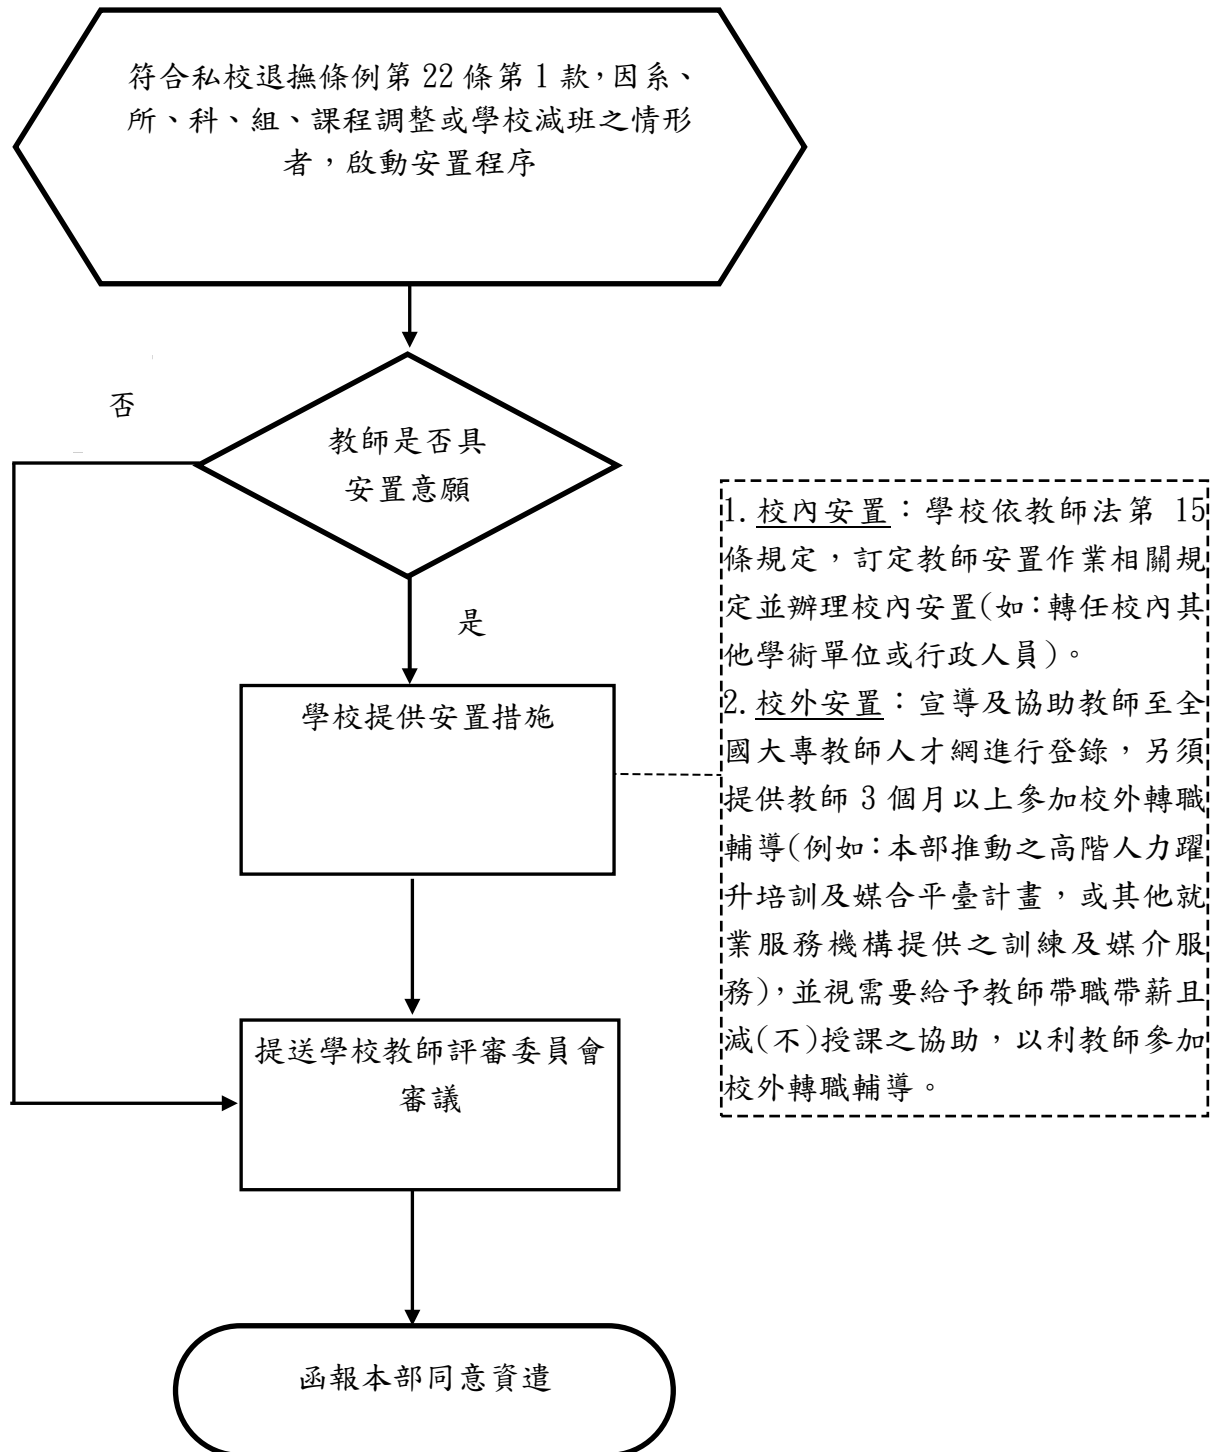 符合私校退撫條例第 22 條第 1 款,因系、
所、科、組、課程調整或學校減班之情形
者,啟動安置程序
否
教師是否具
安置意願
是
學校提供安置措施
1. 校內安置:學校依教師法第 15
條規定,訂定教師安置作業相關規
定並辦理校內安置(如:轉任校內其
他學術單位或行政人員)。
2. 校外安置:宣導及協助教師至全
國大專教師人才網進行登錄,另須
提供教師 3 個月以上參加校外轉職
輔導(例如:本部推動之高階人力躍
升培訓及媒合平臺計畫,或其他就
業服務機構提供之訓練及媒介服
務),並視需要給予教師帶職帶薪且
減(不)授課之協助,以利教師參加
校外轉職輔導。
提送學校教師評審委員會
審議
函報本部同意資遣